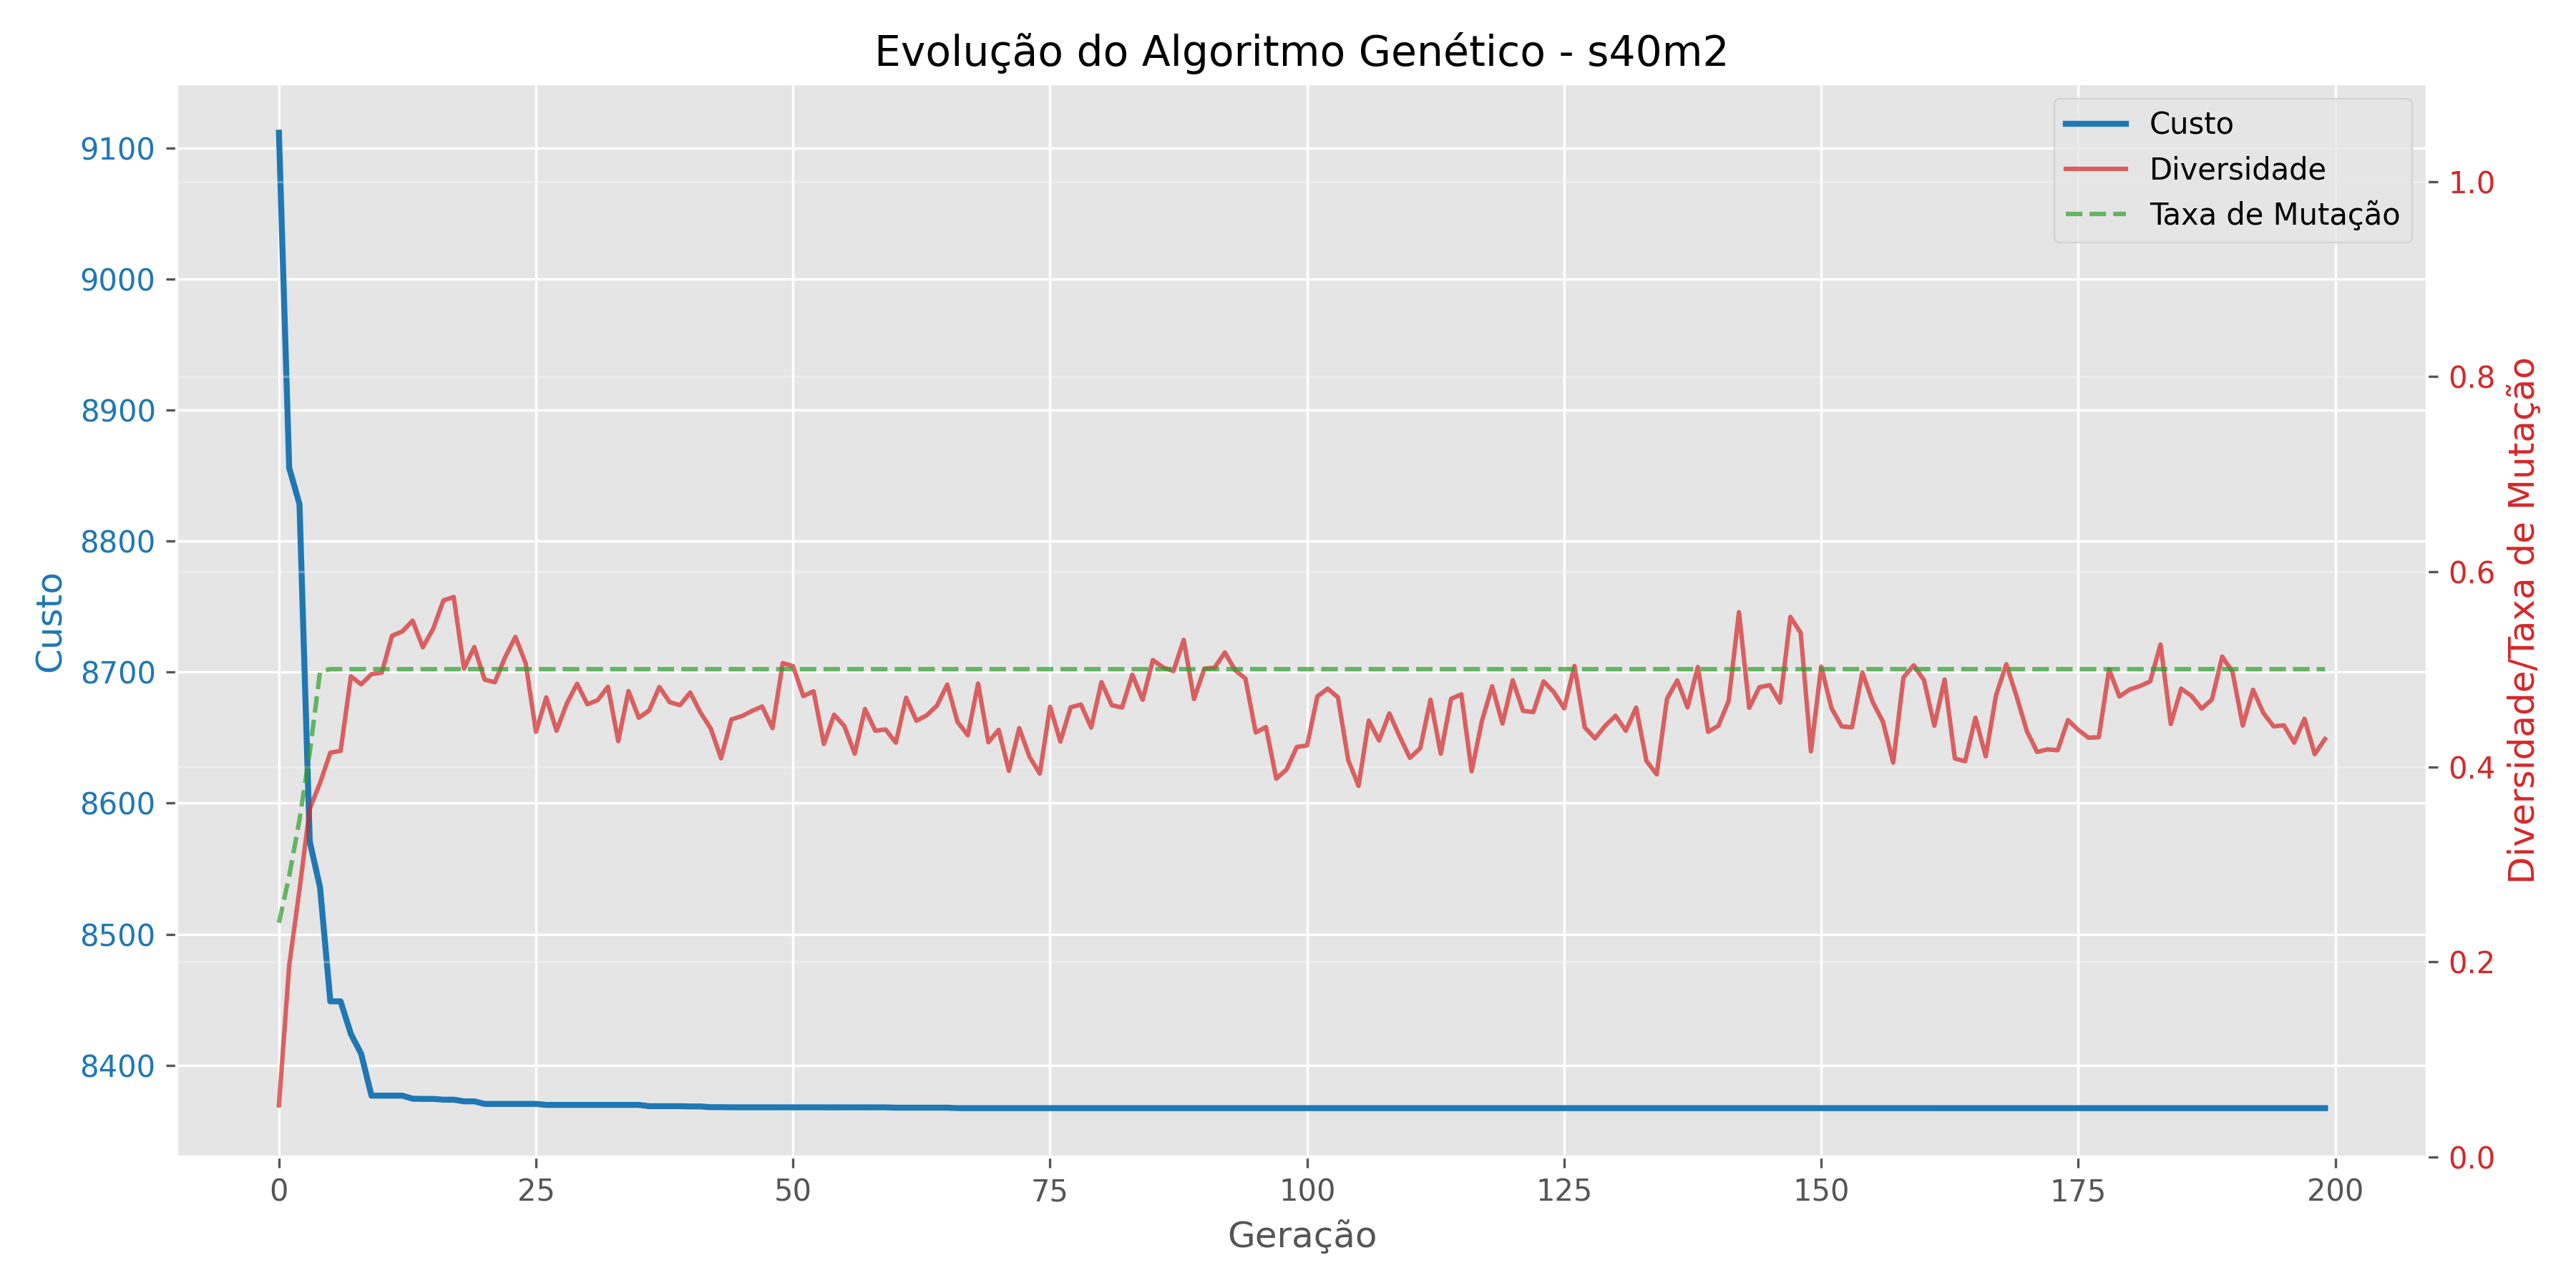 Evolução do Algoritmo Genético - s40m2
Custo
Diversidade
Taxa de Mutação
9100
9000
8900
8800
8700
8600
8500
8400
Custo
1.0
0.8
0.6
0.4
0.2
0.0
Diversidade/Taxa de Mutação
0 25 50 75 100 125 150 175 200
Geração